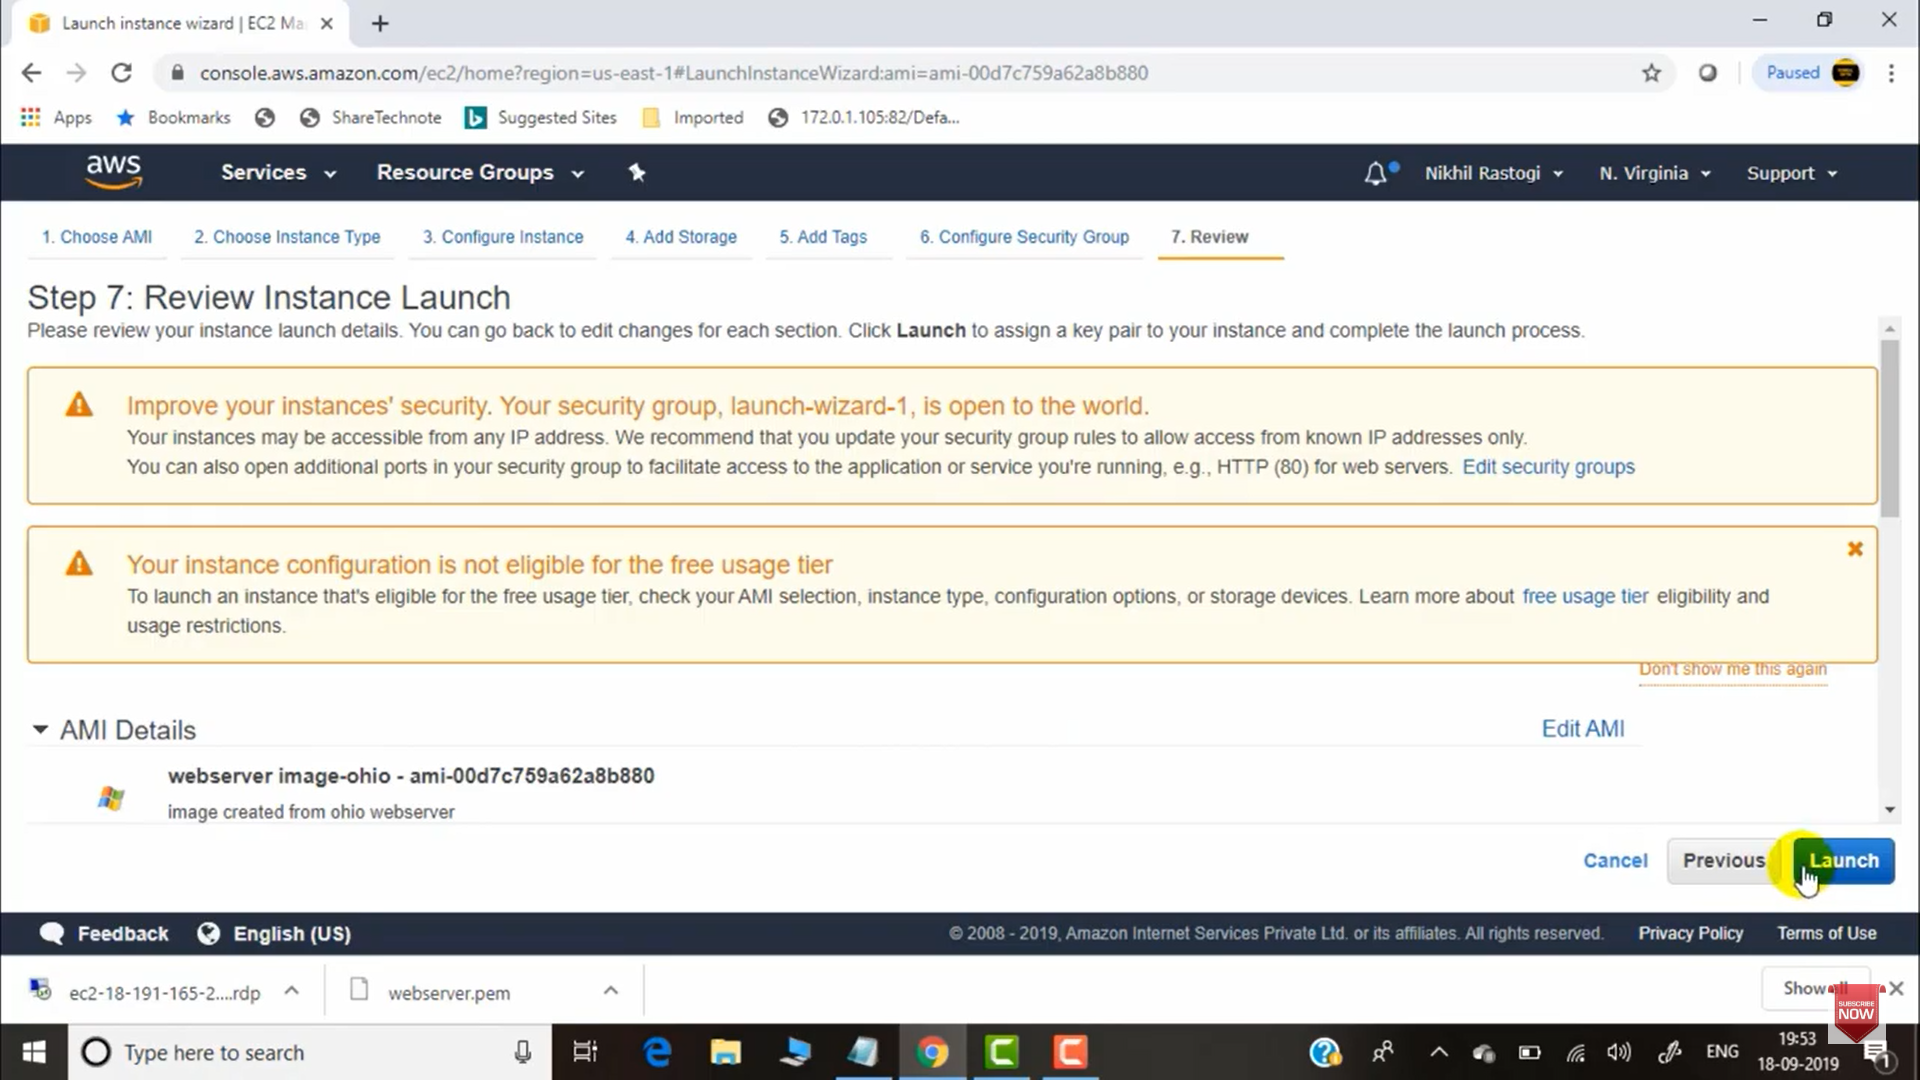 Launch instance wizard | EC2 Ma
console.aws.amazon.com/ec2/home?region=us-east-1#LaunchInstanceWizard:ami=ami-00d7c759a62a8b880
Paused
Apps
Bookmarks
ShareTechnote
Suggested Sites
Imported
172.0.1.105:82/Defa...
aws
Services
Resource Groups
Nikhil Rastogi
N. Virginia
Support
1. Choose AMI
2. Choose Instance Type
3. Configure Instance
4. Add Storage
5. Add Tags
6. Configure Security Group
7. Review
Step 7: Review Instance Launch
Please review your instance launch details. You can go back to edit changes for each section. Click Launch to assign a key pair to your instance and complete the launch process.
Improve your instances' security. Your security group, launch-wizard-1, is open to the world.
Your instances may be accessible from any IP address. We recommend that you update your security group rules to allow access from known IP addresses only.
You can also open additional ports in your security group to facilitate access to the application or service you're running, e.g., HTTP (80) for web servers. Edit security groups
Your instance configuration is not eligible for the free usage tier
To launch an instance that's eligible for the free usage tier, check your AMI selection, instance type, configuration options, or storage devices. Learn more about free usage tier eligibility and
usage restrictions.
Don't show me this again
AMI Details
Edit AMI
webserver image-ohio - ami-00d7c759a62a8b880
image created from ohio webserver
Cancel
Previous
Launch
Feedback
English (US)
© 2008 - 2019, Amazon Internet Services Private Ltd. or its affiliates. All rights reserved.
Privacy Policy
Terms of Use
ec2-18-191-165-2....rdp
webserver.pem
Show all
SUBSCRIBE
NOW
Type here to search
ENG
19:53
18-09-2019
1